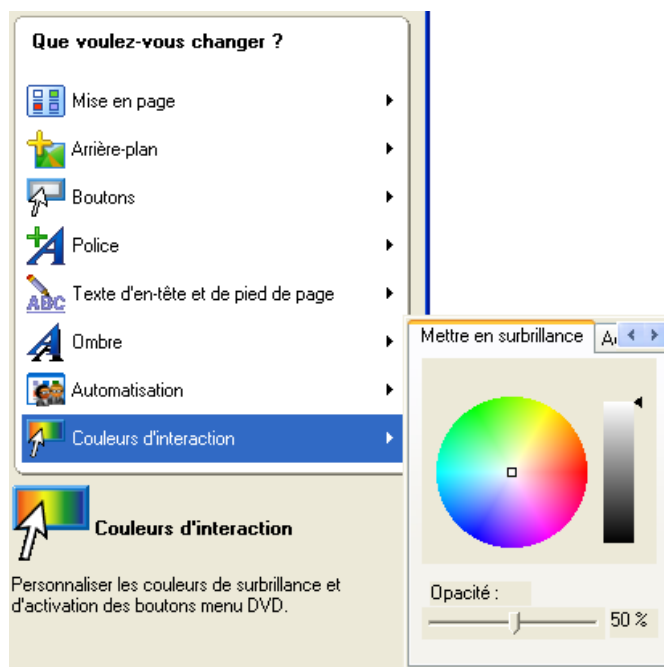 Que voulez-vous changer ?
Mise en page
Arrière-plan
Boutons
Police
ABC
Texte d'en-tête et de pied de page
Ombre
Automatisation
Couleurs d'interaction
Couleurs d'interaction
Personnaliser les couleurs de surbrillance et
d'activation des boutons menu DVD.
Mettre en surbrillance
Opacité :
50 %